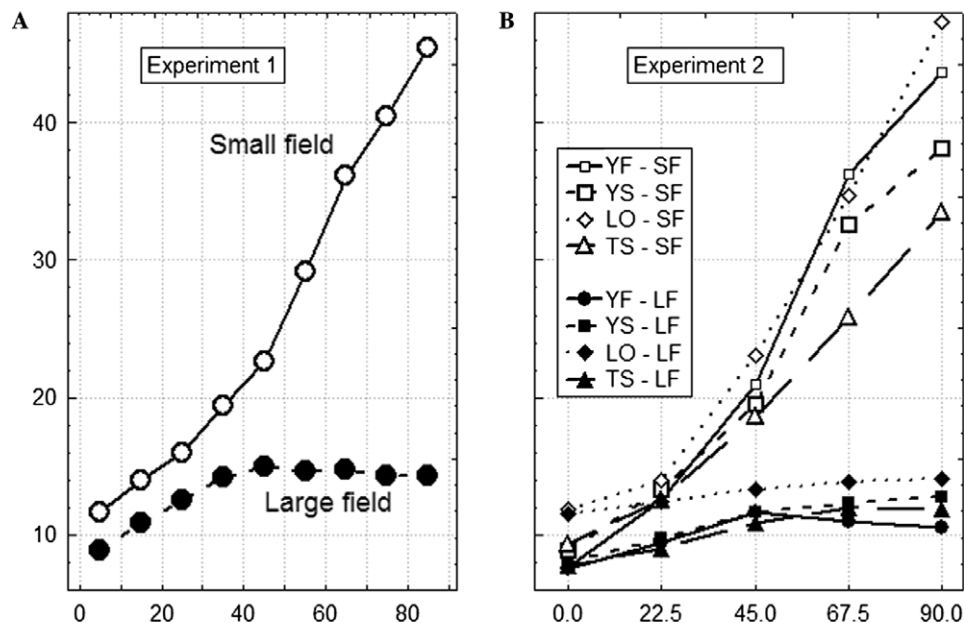 A
B
Experiment 1
Experiment 2
Small field
Large field
YF - SF
YS - SF
LO - SF
TS - SF
YF - LF
YS - LF
LO - LF
TS - LF
40
30
20
10
0
20
40
60
80
0.0
22.5
45.0
67.5
90.0